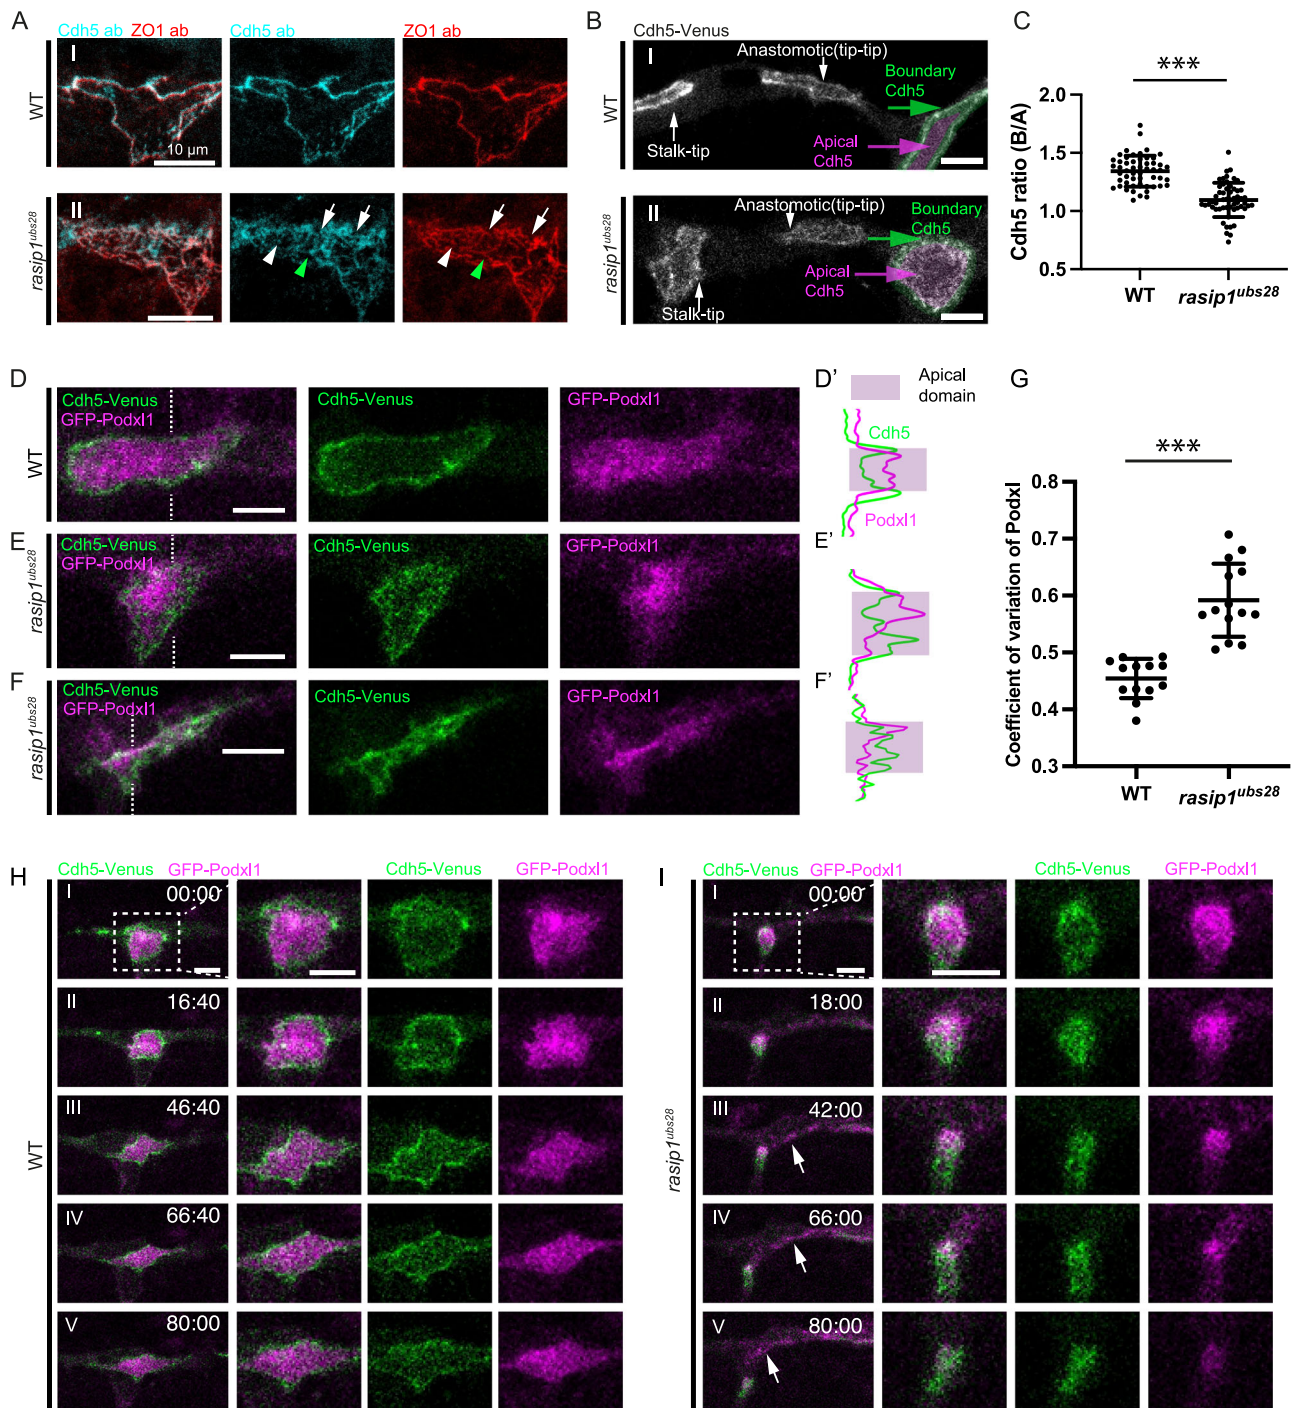 A
Cdh5 ab ZO1 ab
Cdh5 ab
ZO1 ab
WT
I
10 µm
rasip1ubs28
II
B
Cdh5-Venus
WT
I
Anastomotic(tip-tip)
Boundary
Cdh5
Apical
Cdh5
Stalk-tip
rasip1ubs28
II
Anastomotic(tip-tip)
Boundary
Cdh5
Apical
Cdh5
Stalk-tip
C
***
Cdh5 ratio (B/A)
2.0
1.5
1.0
0.5
WT
rasip1ubs28
D
WT
Cdh5-Venus
GFP-Podxl1
Cdh5-Venus
GFP-Podxl1
D'
Apical
domain
Cdh5
Podxl1
E
rasip1ubs28
Cdh5-Venus
GFP-Podxl1
Cdh5-Venus
GFP-Podxl1
E'
F
rasip1ubs28
Cdh5-Venus
GFP-Podxl1
Cdh5-Venus
GFP-Podxl1
F'
G
***
Coefficient of variation of Podxl
0.8
0.7
0.6
0.5
0.4
0.3
WT
rasip1ubs28
H
Cdh5-Venus GFP-Podxl1
Cdh5-Venus
GFP-Podxl1
WT
I
00:00
II
16:40
III
46:40
IV
66:40
V
80:00
I
Cdh5-Venus GFP-Podxl1
Cdh5-Venus
GFP-Podxl1
rasip1ubs28
I
00:00
II
18:00
III
42:00
IV
66:00
V
80:00